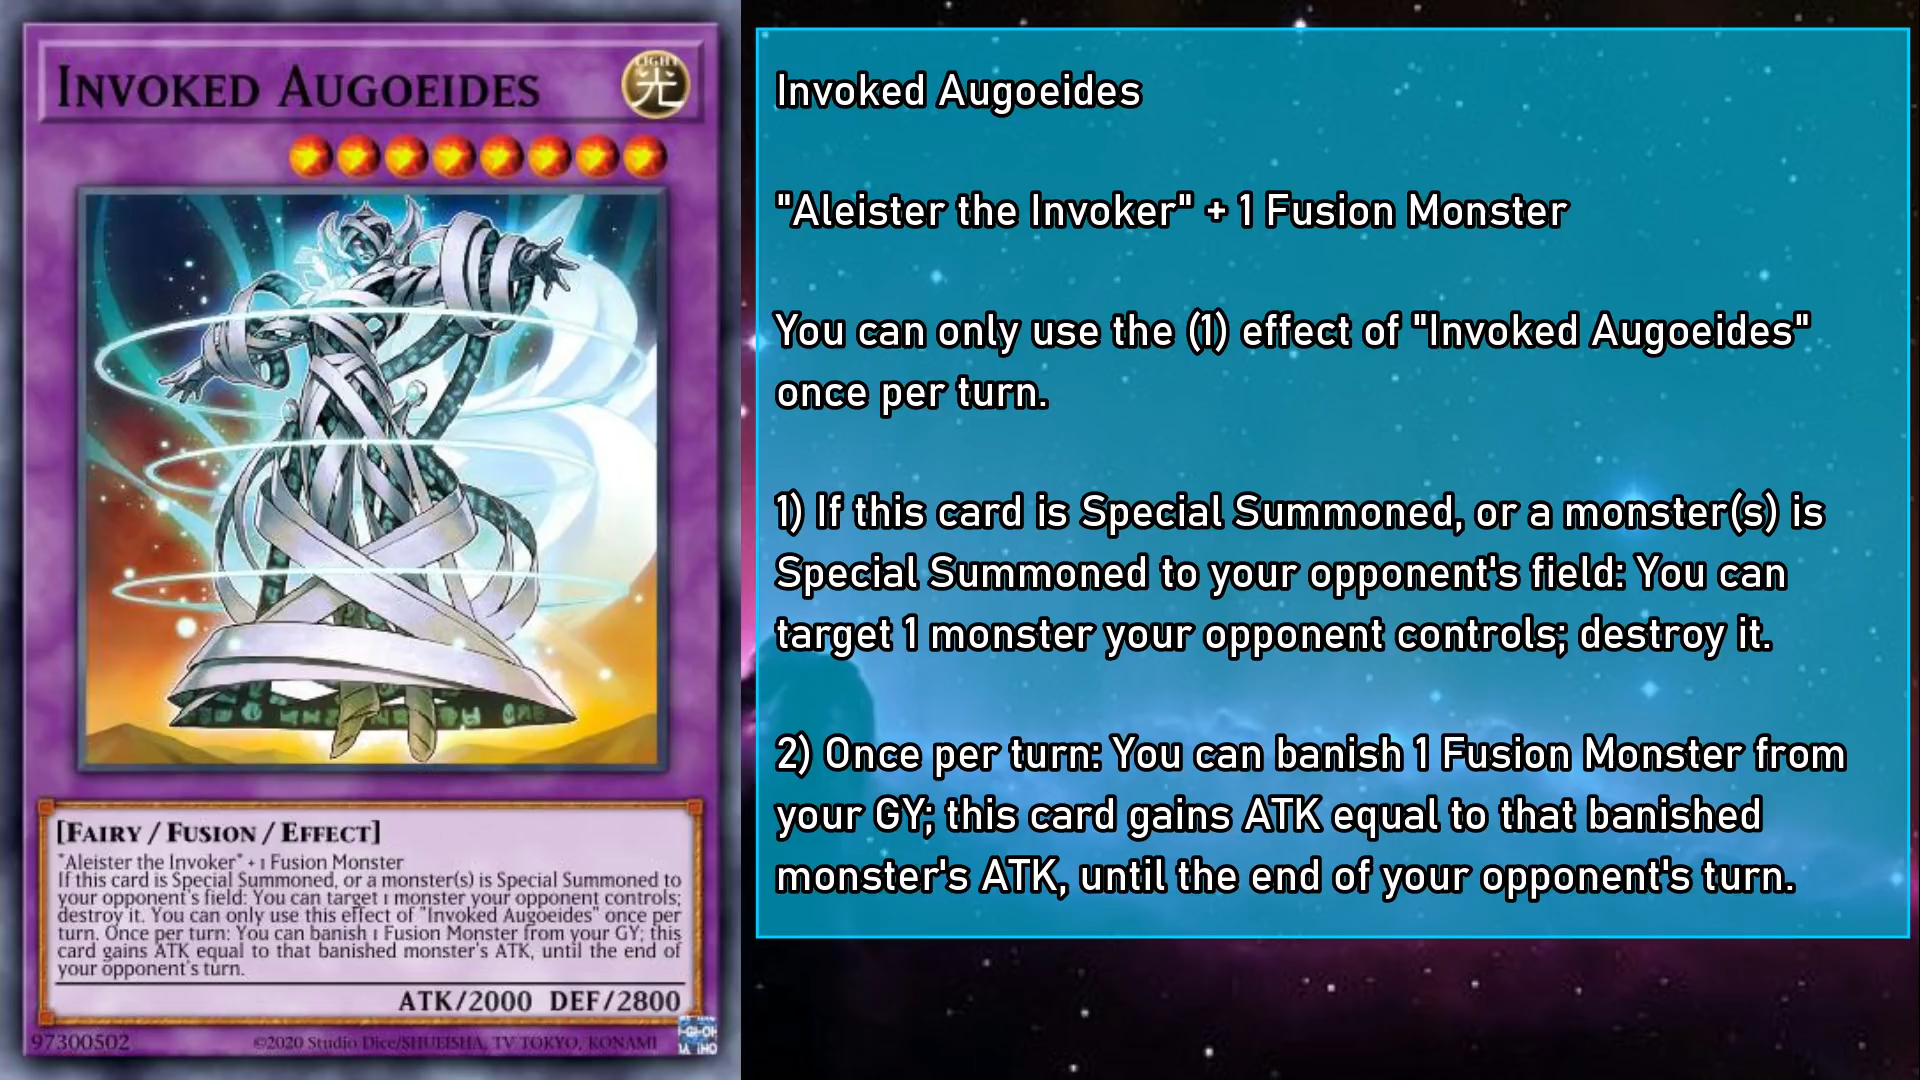 INVOKED AUGOEIDES
LIGHT
光
[FAIRY / FUSION / EFFECT]
"Aleister the Invoker" + 1 Fusion Monster
If this card is Special Summoned, or a monster(s) is Special Summoned to
your opponent's field: You can target 1 monster your opponent controls;
destroy it. You can only use this effect of "Invoked Augoeides" once per
turn. Once per turn: You can banish 1 Fusion Monster from your GY; this
card gains ATK equal to that banished monster's ATK, until the end of
your opponent's turn.
ATK/2000 DEF/2800
97300502
©2020 Studio Dice/SHUEISHA, TV TOKYO, KONAMI
Invoked Augoeides
"Aleister the Invoker" + 1 Fusion Monster
You can only use the (1) effect of "Invoked Augoeides"
once per turn.
1) If this card is Special Summoned, or a monster(s) is
Special Summoned to your opponent's field: You can
target 1 monster your opponent controls; destroy it.
2) Once per turn: You can banish 1 Fusion Monster from
your GY; this card gains ATK equal to that banished
monster's ATK, until the end of your opponent's turn.